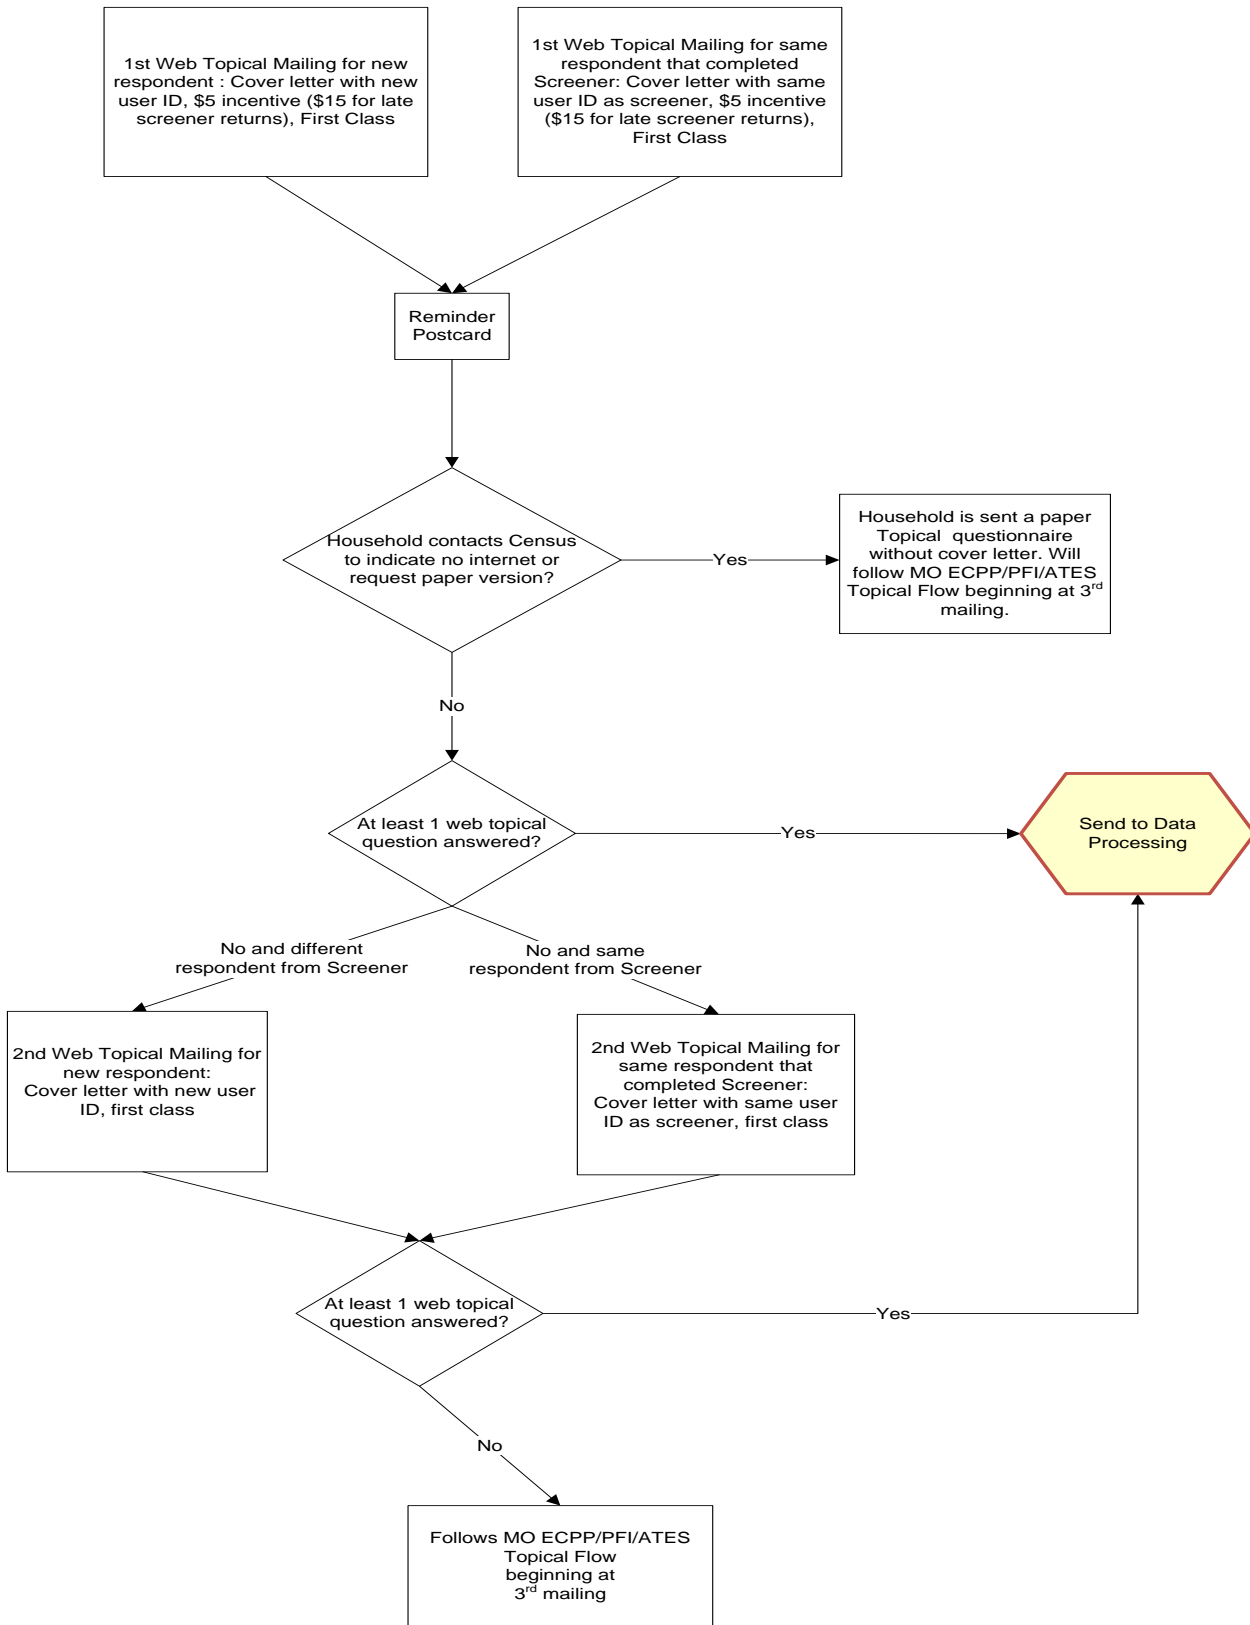 1st Web Topical Mailing for new
respondent : Cover letter with new
user ID, $5 incentive ($15 for late
screener returns), First Class
1st Web Topical Mailing for same
respondent that completed
Screener: Cover letter with same
user ID as screener, $5 incentive
($15 for late screener returns),
First Class
Reminder
Postcard
Household contacts Census
to indicate no internet or
request paper version?
Yes
Household is sent a paper
Topical questionnaire
without cover letter. Will
follow MO ECPP/PFI/ATES
Topical Flow beginning at 3rd
mailing.
No
At least 1 web topical
question answered?
Yes
Send to Data
Processing
No and different
respondent from Screener
No and same
respondent from Screener
2nd Web Topical Mailing for
new respondent:
Cover letter with new user
ID, first class
2nd Web Topical Mailing for
same respondent that
completed Screener:
Cover letter with same user
ID as screener, first class
At least 1 web topical
question answered?
Yes
No
Follows MO ECPP/PFI/ATES
Topical Flow
beginning at
3rd mailing